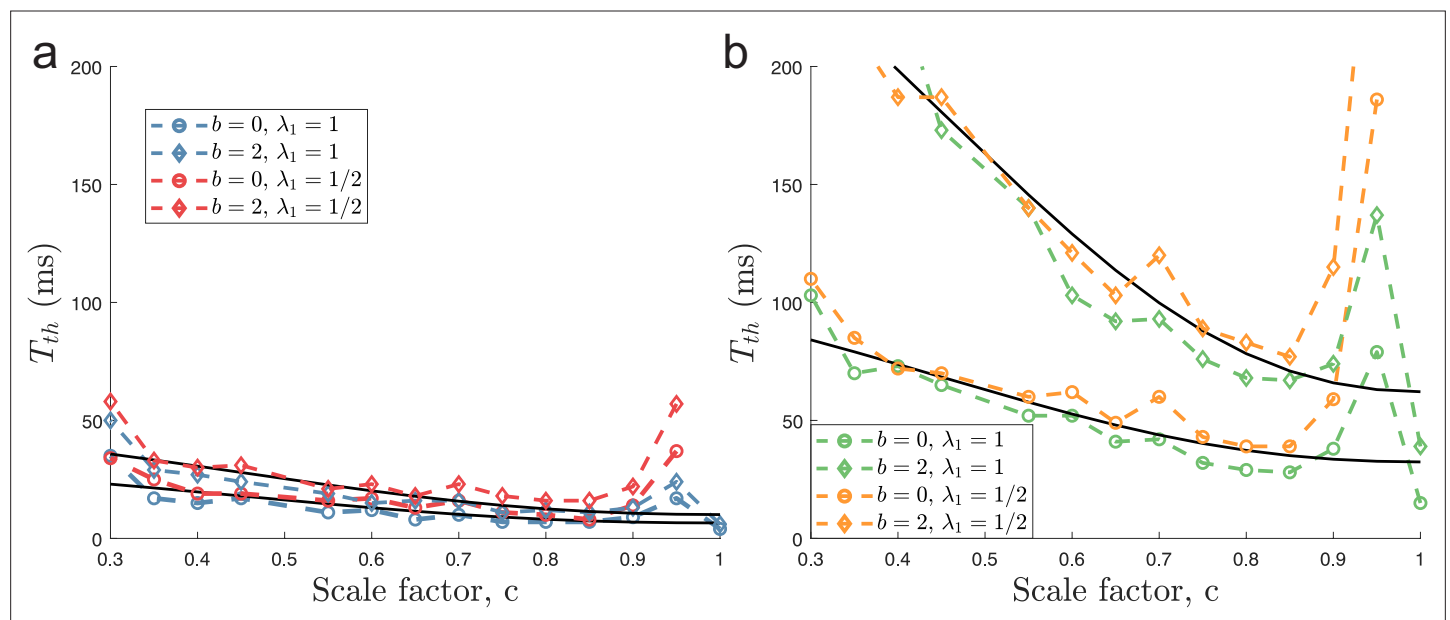 a
200
150
100
50
0
T_th (ms)
b = 0, λ₁ = 1
b = 2, λ₁ = 1
b = 0, λ₁ = 1/2
b = 2, λ₁ = 1/2
0.3 0.4 0.5 0.6 0.7 0.8 0.9 1
Scale factor, c
b
200
150
100
50
0
T_th (ms)
b = 0, λ₁ = 1
b = 2, λ₁ = 1
b = 0, λ₁ = 1/2
b = 2, λ₁ = 1/2
0.3 0.4 0.5 0.6 0.7 0.8 0.9 1
Scale factor, c